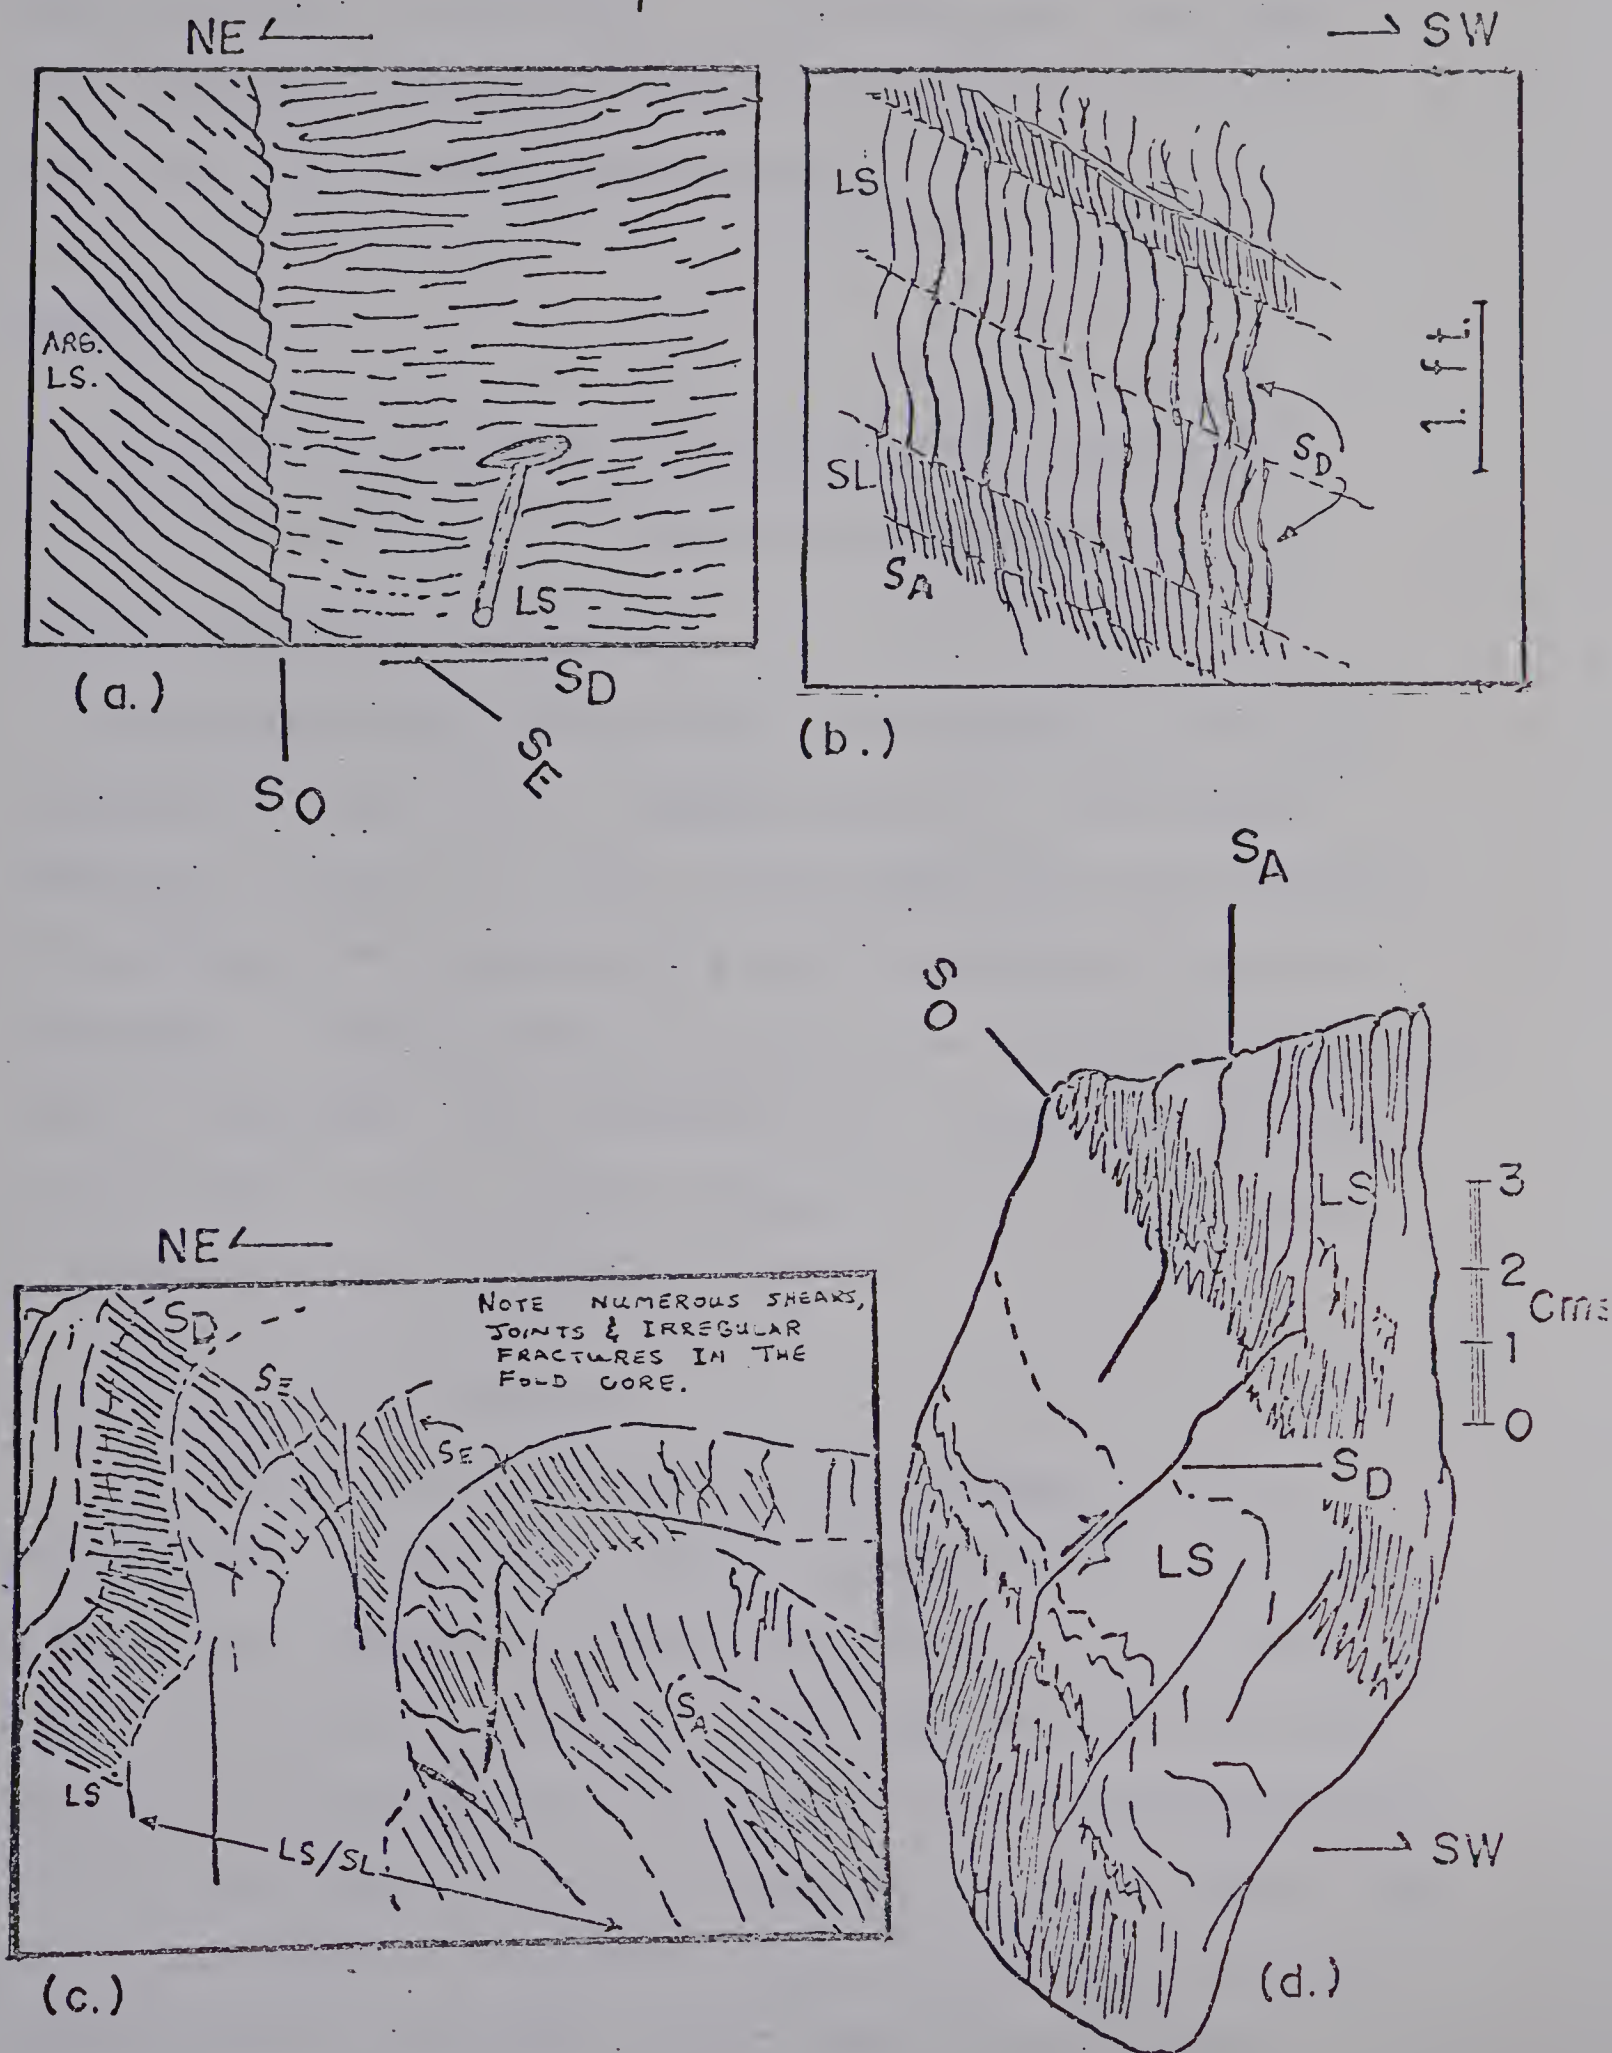 NE
SW
ARG.
LS.
LS
(a.)
SO
SD
SE
LS
SL
SA
SD
1. ft.
(b.)
SA
SO
LS
3
2
cms
1
0
SD
LS
SW
(d.)
NE
SD
NOTE NUMEROUS SHEARS,
JOINTS & IRREGULAR
FRACTURES IN THE
FOLD CORE.
SE
SE
SA
LS
LS/SL.
(c.)